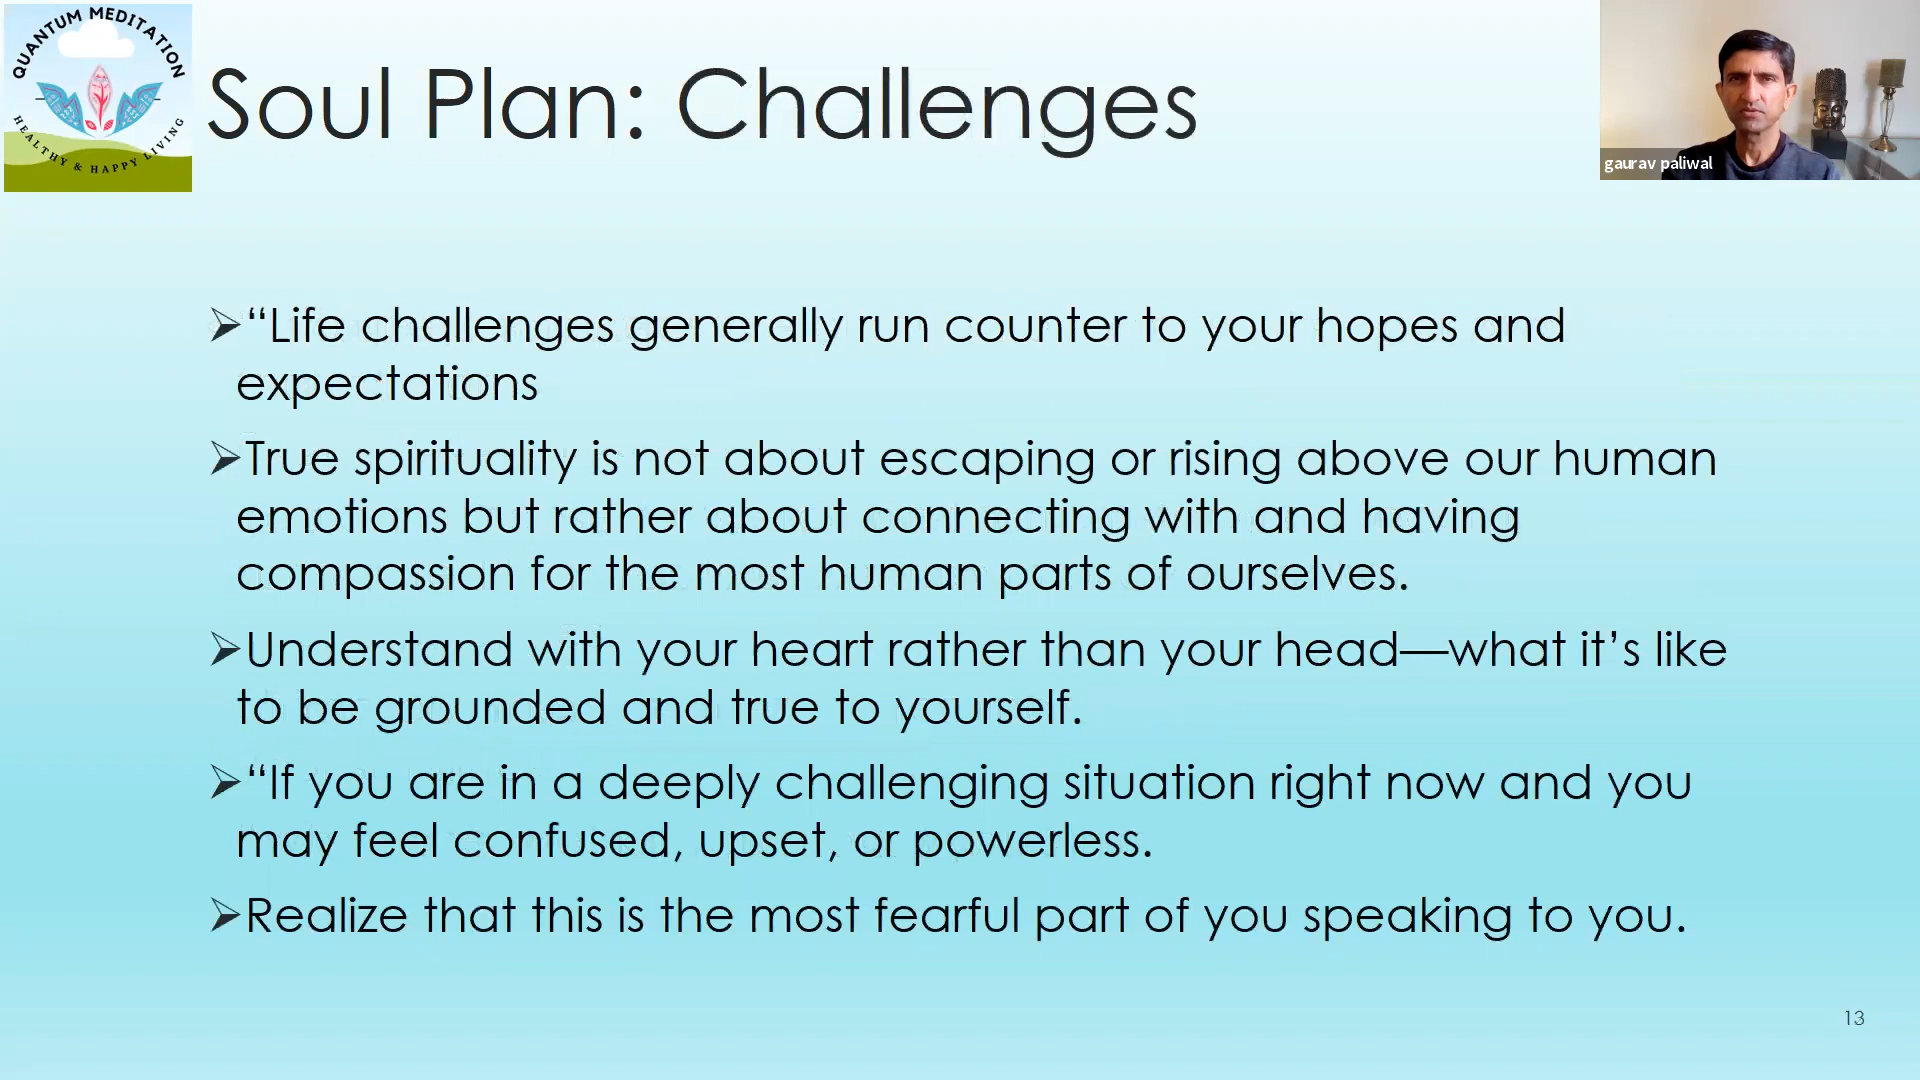 QUANTUM MEDITATION
HEALTHY & HAPPY LIVING
Soul Plan: Challenges
gaurav paliwal
➢“Life challenges generally run counter to your hopes and
expectations
➢True spirituality is not about escaping or rising above our human
emotions but rather about connecting with and having
compassion for the most human parts of ourselves.
➢Understand with your heart rather than your head—what it’s like
to be grounded and true to yourself.
➢“If you are in a deeply challenging situation right now and you
may feel confused, upset, or powerless.
➢Realize that this is the most fearful part of you speaking to you.
13